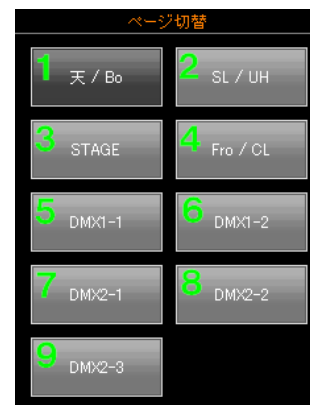 ページ切替
1 天 / Bo
2 SL / UH
3 STAGE
4 Fro / CL
5 DMX1-1
6 DMX1-2
7 DMX2-1
8 DMX2-2
9 DMX2-3